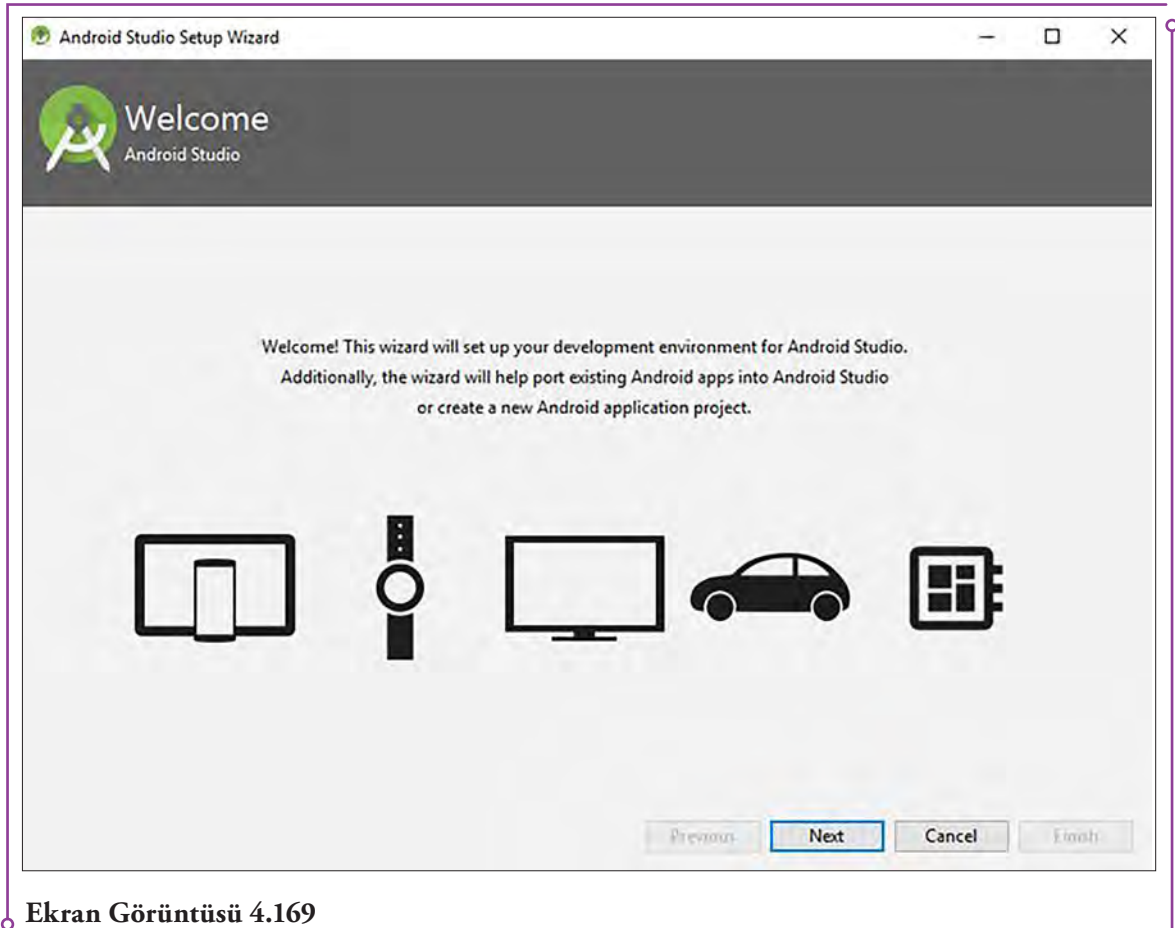 Android Studio Setup Wizard
Welcome
Android Studio
Welcome! This wizard will set up your development environment for Android Studio.
Additionally, the wizard will help port existing Android apps into Android Studio
or create a new Android application project.
Previous Next Cancel Finish
Ekran Görüntüsü 4.169